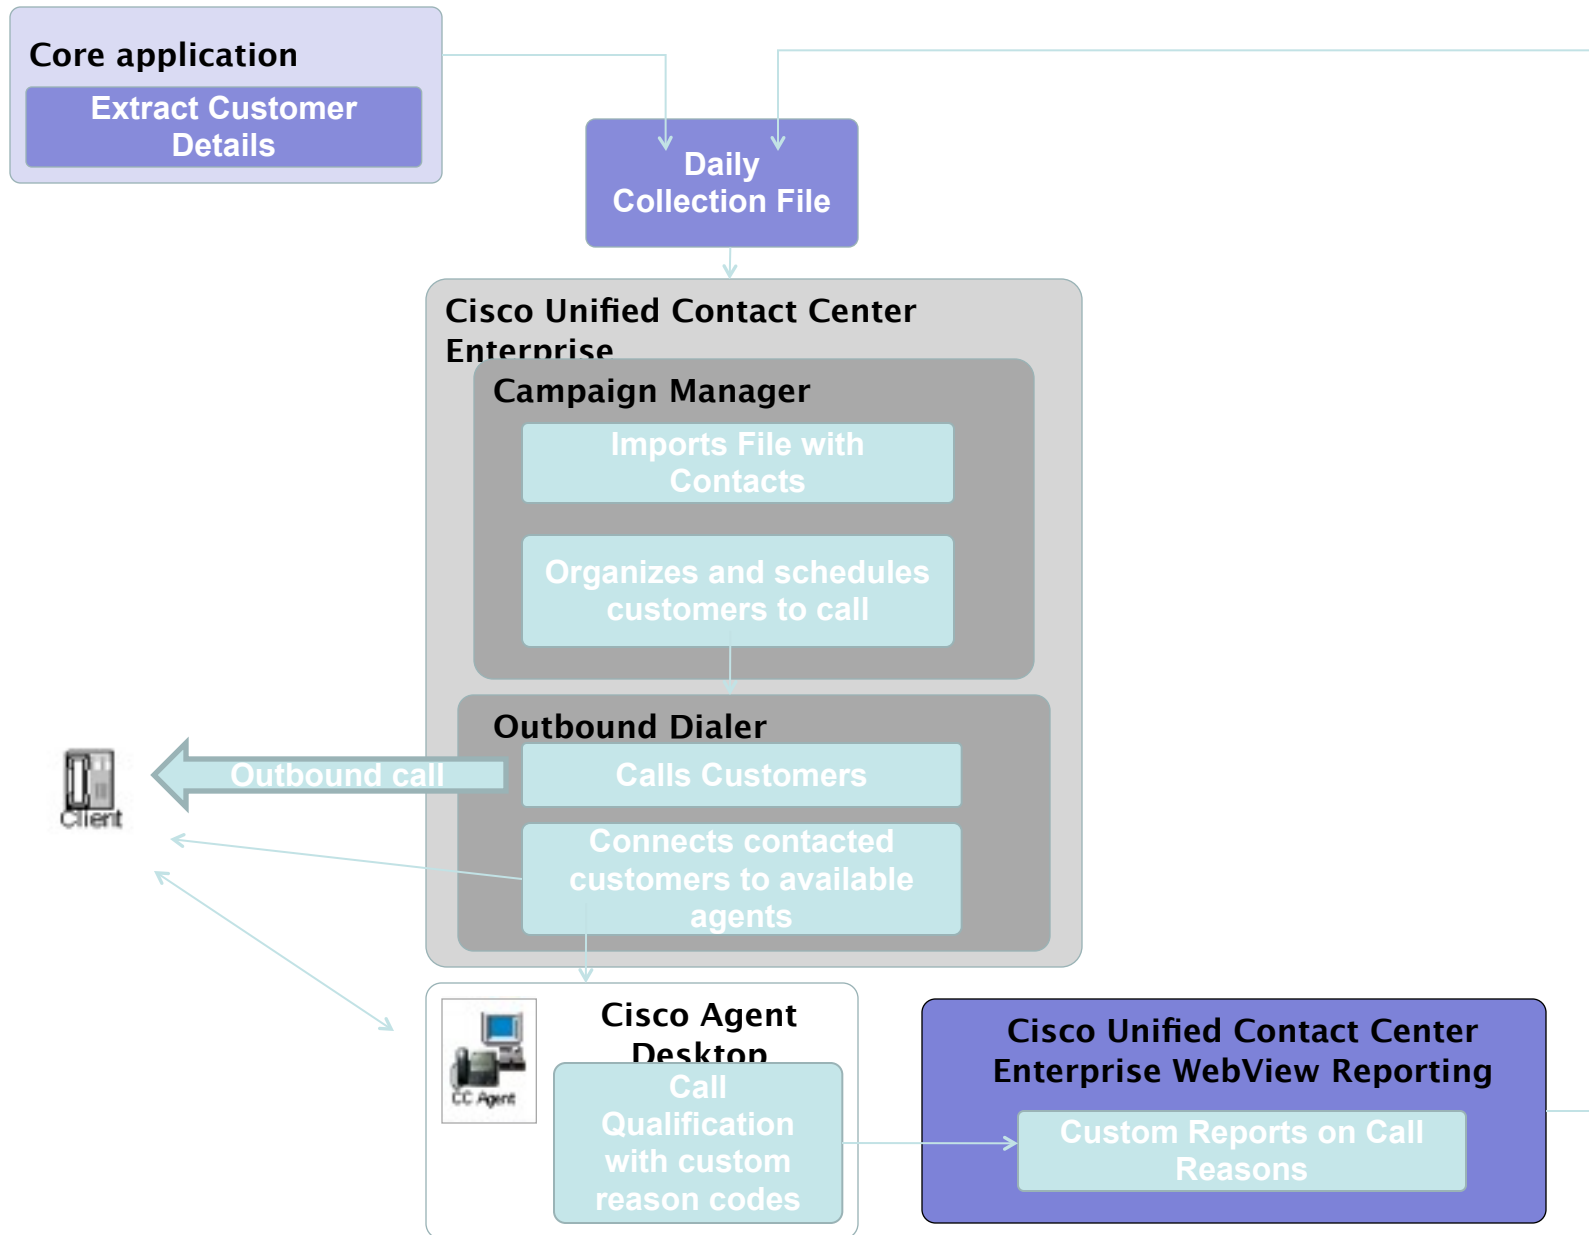 Core application
Extract Customer
Details
Daily
Collection File
Cisco Unified Contact Center
Enterprise
Campaign Manager
Imports File with
Contacts
Organizes and schedules
customers to call
Outbound Dialer
Outbound call
Calls Customers
Client
Connects contacted
customers to available
agents
Cisco Agent
Desktop
CC Agent
Call
Qualification
with custom
reason codes
Cisco Unified Contact Center
Enterprise WebView Reporting
Custom Reports on Call
Reasons